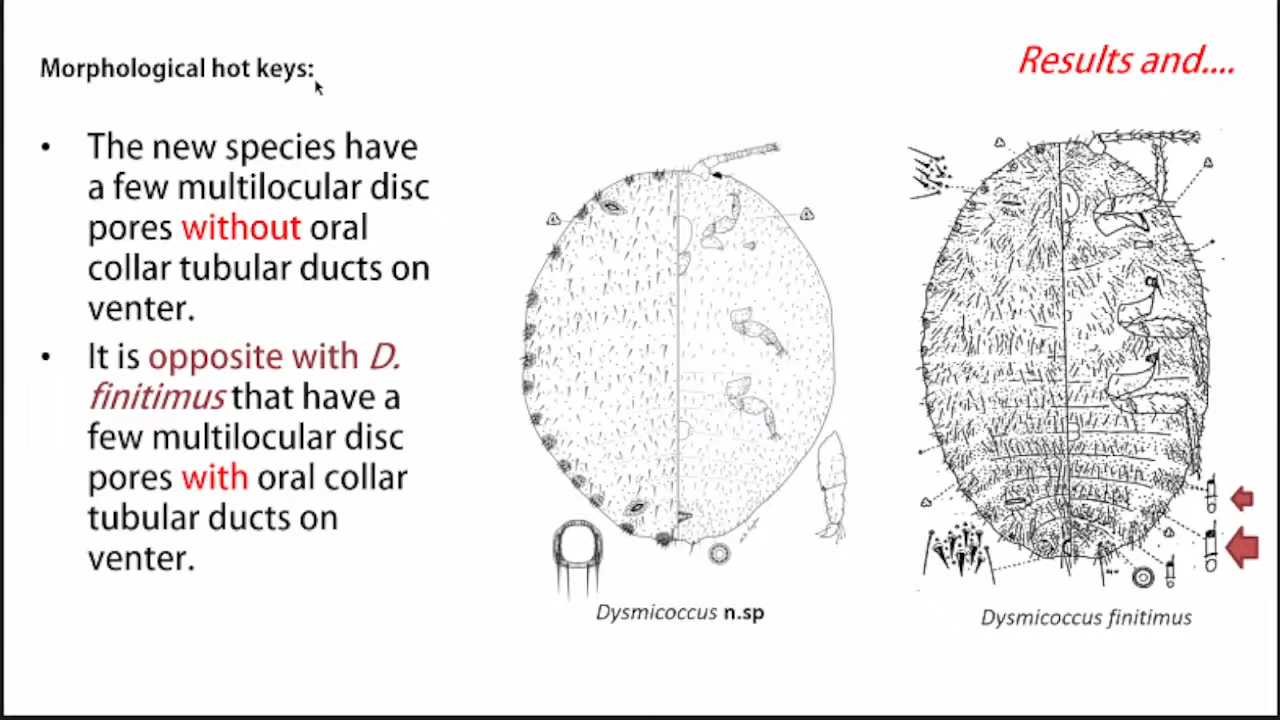 Morphological hot keys:
Results and....
• The new species have
a few multilocular disc
pores without oral
collar tubular ducts on
venter.
• It is opposite with D.
finitimus that have a
few multilocular disc
pores with oral collar
tubular ducts on
venter.
Dysmicoccus n.sp
Dysmicoccus finitimus